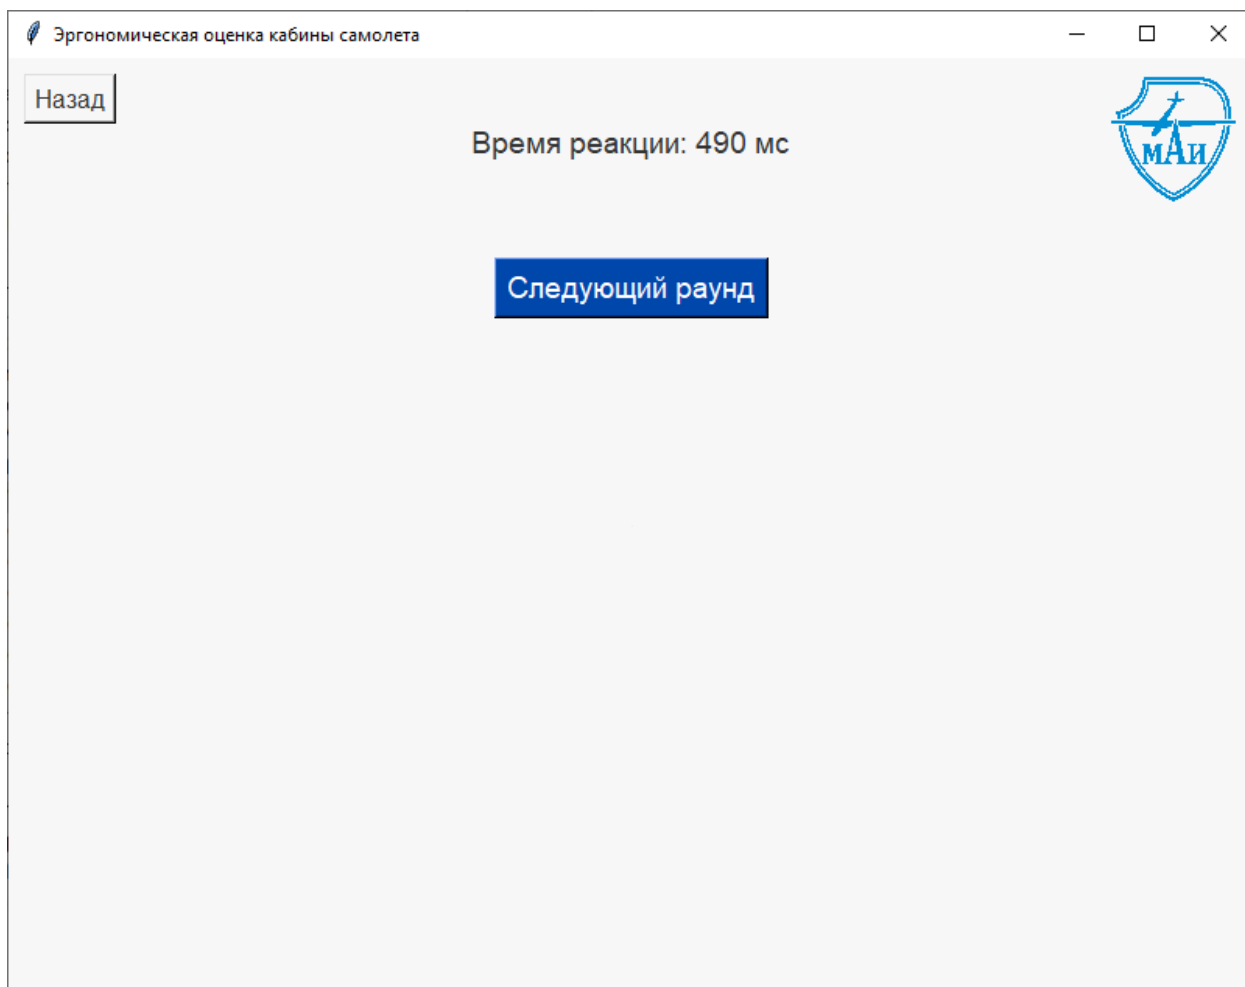 Эргономическая оценка кабины самолета
Назад
Время реакции: 490 мс
МАИ
Следующий раунд